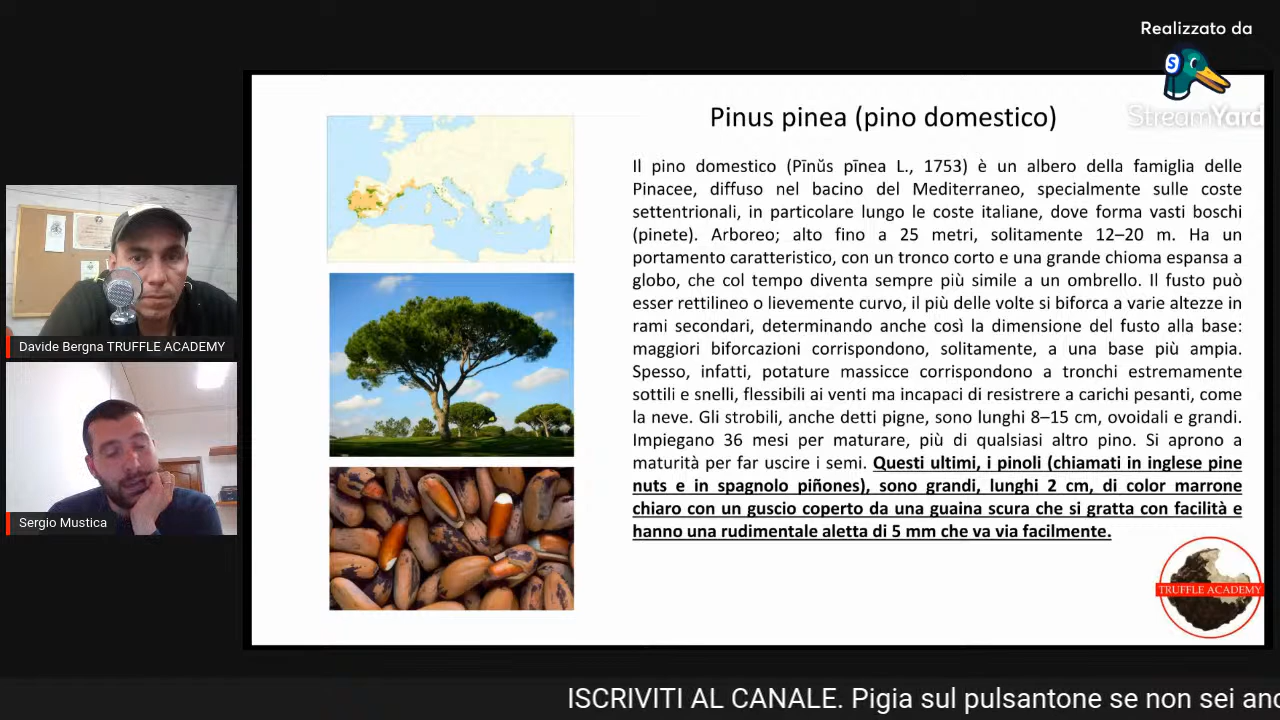 Realizzato da
StreamYard
Pinus pinea (pino domestico)
Il pino domestico (Pīnŭs pīnea L., 1753) è un albero della famiglia delle
Pinacee, diffuso nel bacino del Mediterraneo, specialmente sulle coste
settentrionali, in particolare lungo le coste italiane, dove forma vasti boschi
(pinete). Arboreo; alto fino a 25 metri, solitamente 12–20 m. Ha un
portamento caratteristico, con un tronco corto e una grande chioma espansa a
globo, che col tempo diventa sempre più simile a un ombrello. Il fusto può
esser rettilineo o lievemente curvo, il più delle volte si biforca a varie altezze in
rami secondari, determinando anche così la dimensione del fusto alla base:
maggiori biforcazioni corrispondono, solitamente, a una base più ampia.
Spesso, infatti, potature massicce corrispondono a tronchi estremamente
sottili e snelli, flessibili ai venti ma incapaci di resistrere a carichi pesanti, come
la neve. Gli strobili, anche detti pigne, sono lunghi 8–15 cm, ovoidali e grandi.
Impiegano 36 mesi per maturare, più di qualsiasi altro pino. Si aprono a
maturità per far uscire i semi. Questi ultimi, i pinoli (chiamati in inglese pine
nuts e in spagnolo piñones), sono grandi, lunghi 2 cm, di color marrone
chiaro con un guscio coperto da una guaina scura che si gratta con facilità e
hanno una rudimentale aletta di 5 mm che va via facilmente.
TRUFFLE ACADEMY
Davide Bergna TRUFFLE ACADEMY
Sergio Mustica
ISCRIVITI AL CANALE. Pigia sul pulsantone se non sei anc